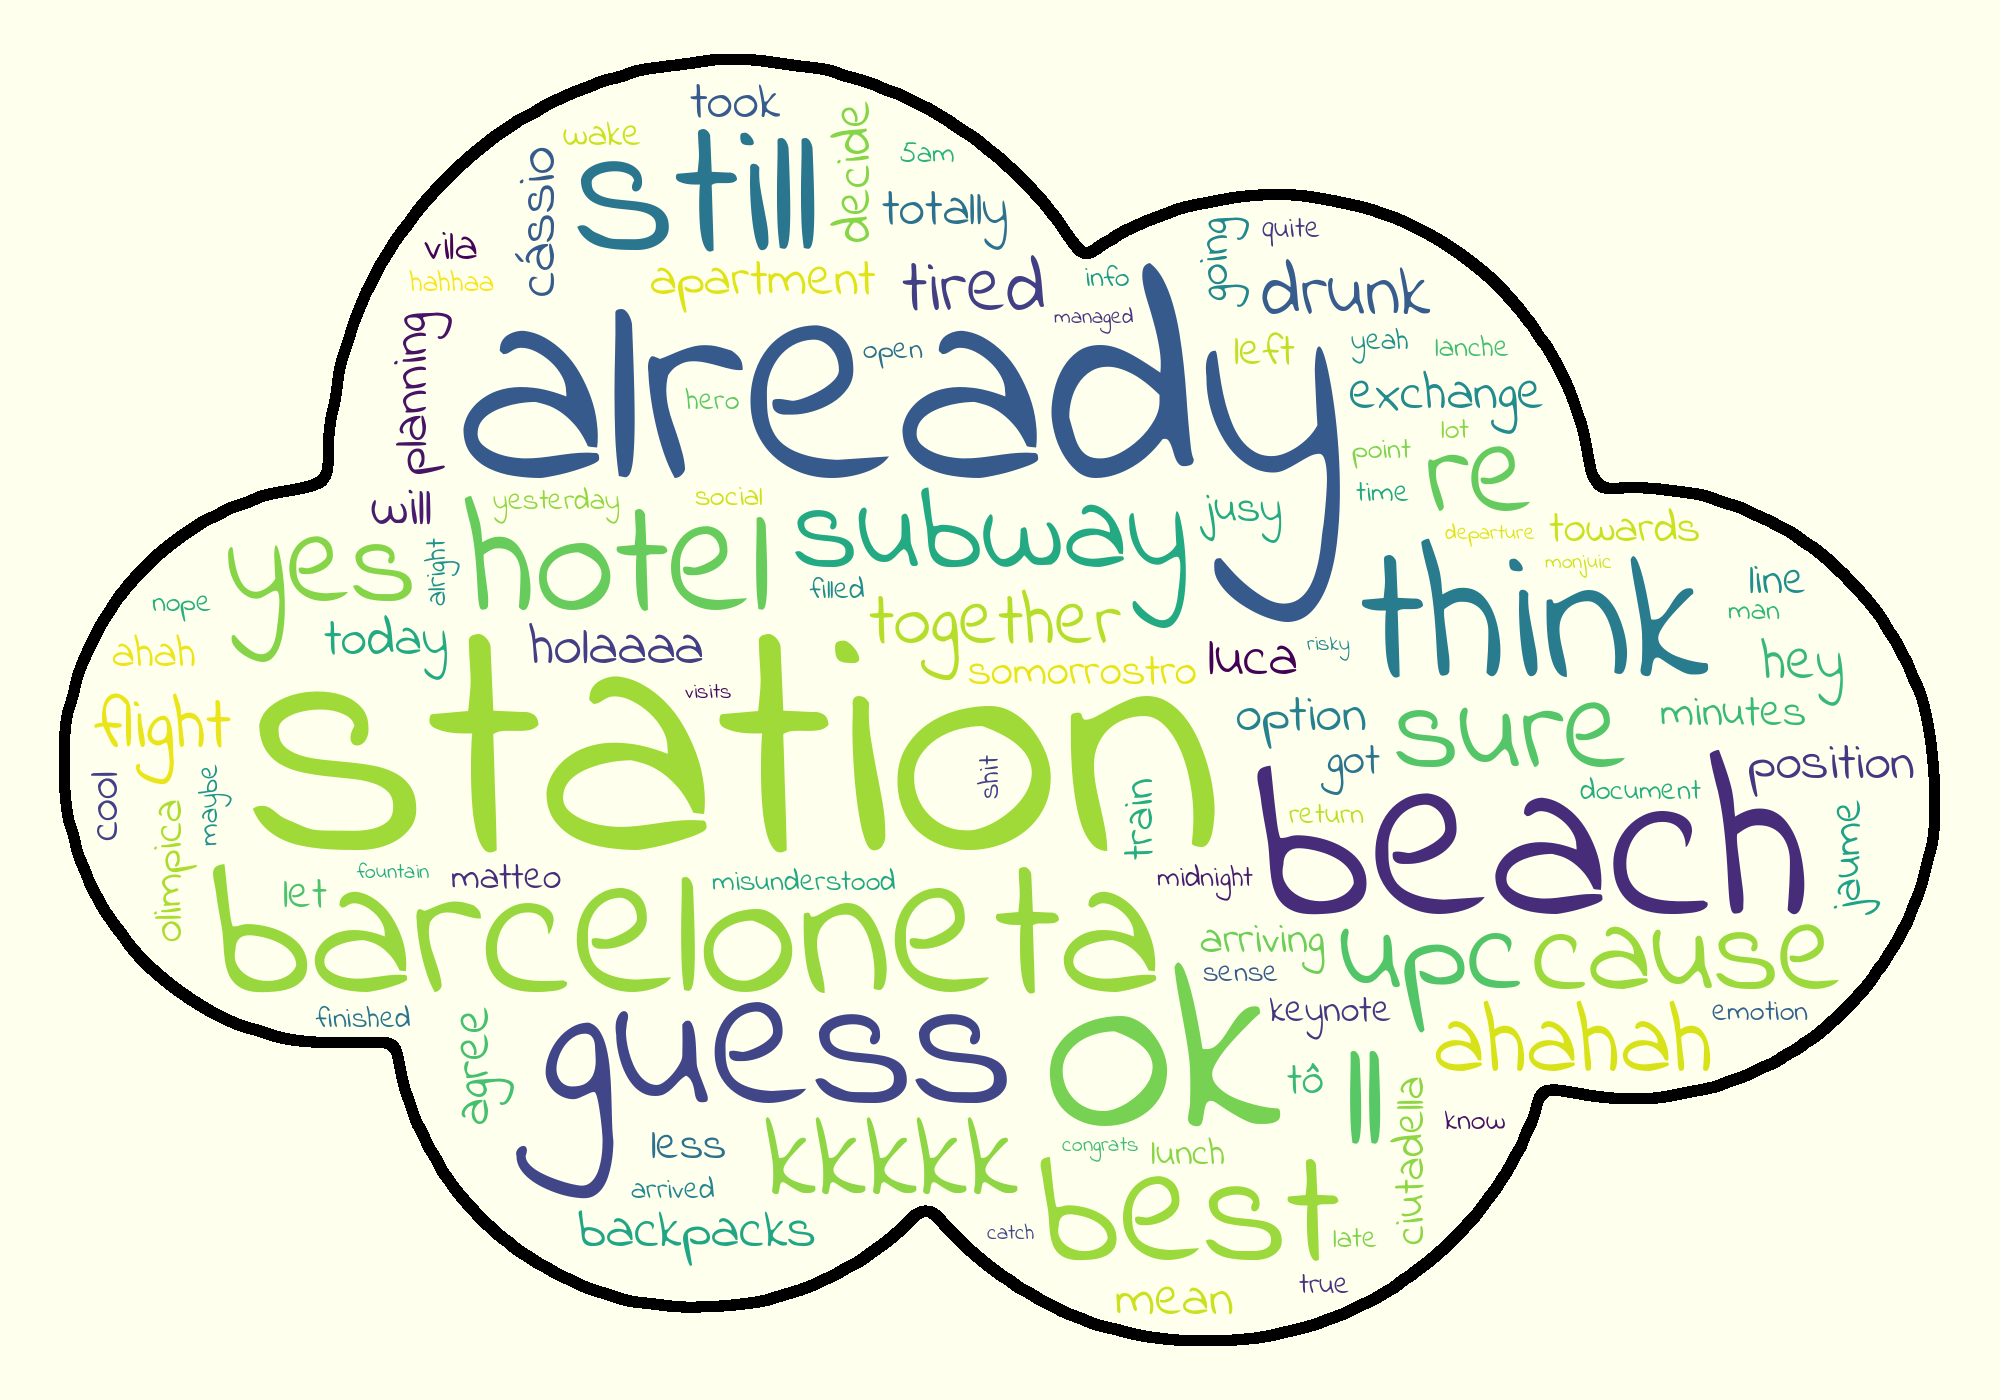 took
wake
still
decide
5am
cássio
totally
vila
hahhaa
apartment
tired
info
going
quite
drunk
managed
planning
already
open
hero
left
yeah
lanche
exchange
lot
point
re
time
will
yesterday
social
yes
alright
hotel
subway
jusy
departure
towards
monjuic
filled
think
line
man
nope
ahah
today
holaaaa
together
somorrostro
luca
risky
hey
visits
flight
station
option
sure
minutes
shit
got
position
cool
maybe
olimpica
train
return
beach
document
jaume
fountain
let
matteo
misunderstood
midnight
barceloneta
arriving
sense
upc
cause
finished
agree
guess
ok
keynote
ahahah
emotion
tô
ll
ciutadella
know
less
kkkkk
congrats
lunch
arrived
backpacks
catch
best
late
true
mean